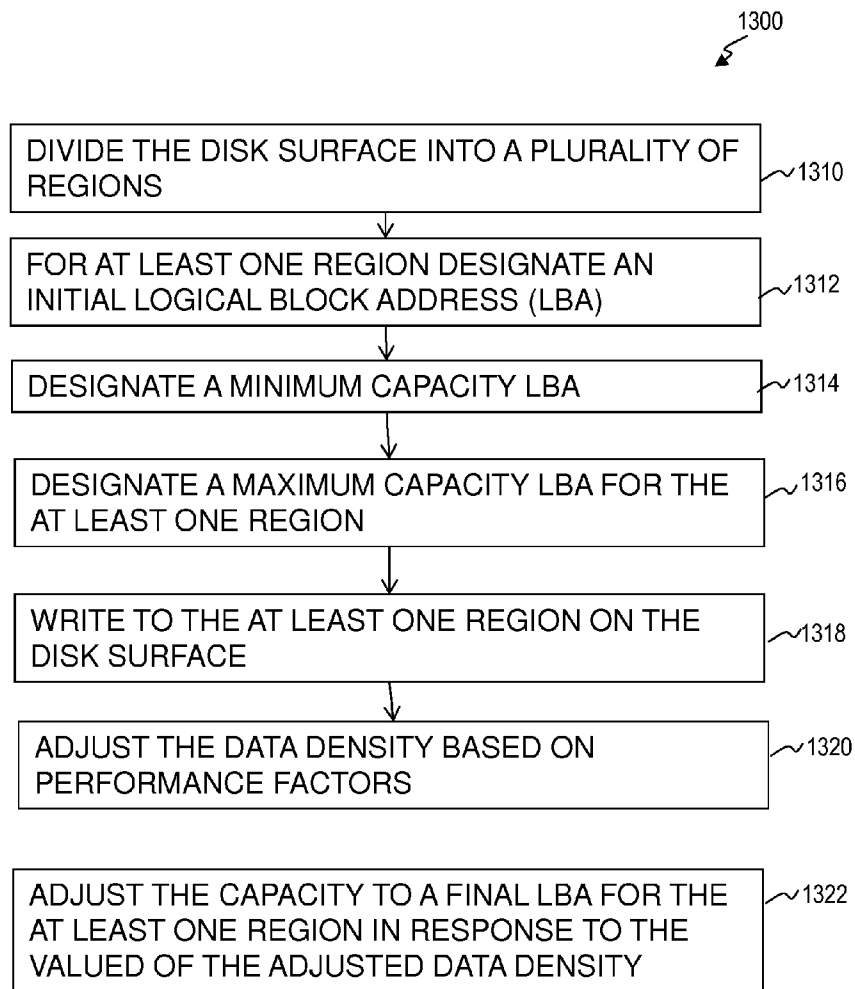 1300
DIVIDE THE DISK SURFACE INTO A PLURALITY OF
REGIONS
1310
FOR AT LEAST ONE REGION DESIGNATE AN
INITIAL LOGICAL BLOCK ADDRESS (LBA)
1312
DESIGNATE A MINIMUM CAPACITY LBA
1314
DESIGNATE A MAXIMUM CAPACITY LBA FOR THE
AT LEAST ONE REGION
1316
WRITE TO THE AT LEAST ONE REGION ON THE
DISK SURFACE
1318
ADJUST THE DATA DENSITY BASED ON
PERFORMANCE FACTORS
1320
ADJUST THE CAPACITY TO A FINAL LBA FOR THE
AT LEAST ONE REGION IN RESPONSE TO THE
VALUED OF THE ADJUSTED DATA DENSITY
1322